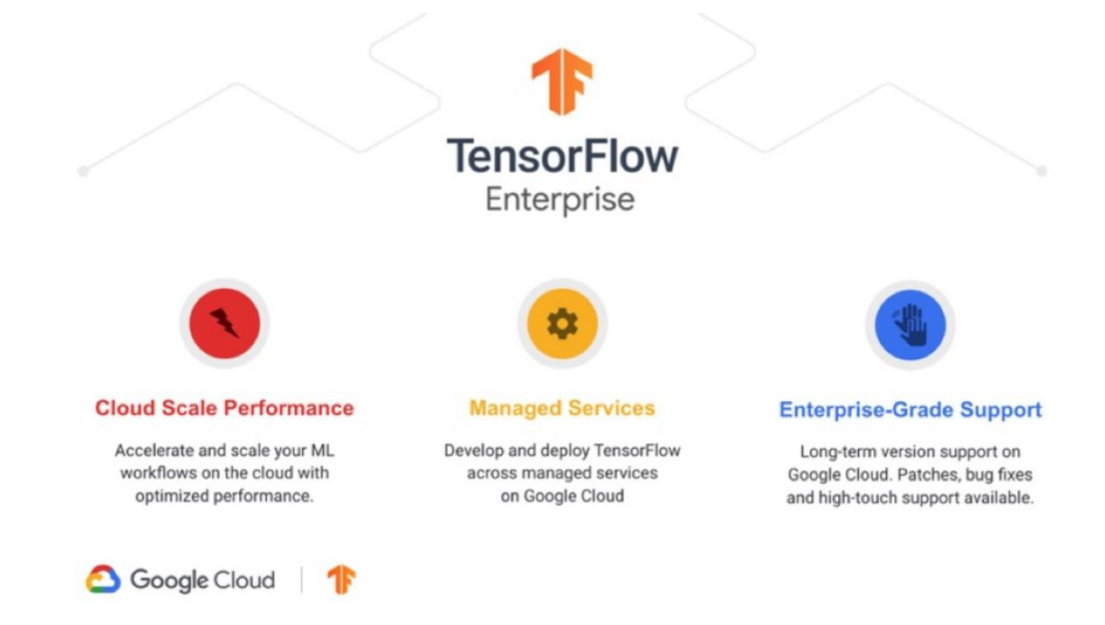 TensorFlow
Enterprise
Cloud Scale Performance
Accelerate and scale your ML
workflows on the cloud with
optimized performance.
Managed Services
Develop and deploy TensorFlow
across managed services
on Google Cloud
Enterprise-Grade Support
Long-term version support on
Google Cloud. Patches, bug fixes
and high-touch support available.
Google Cloud